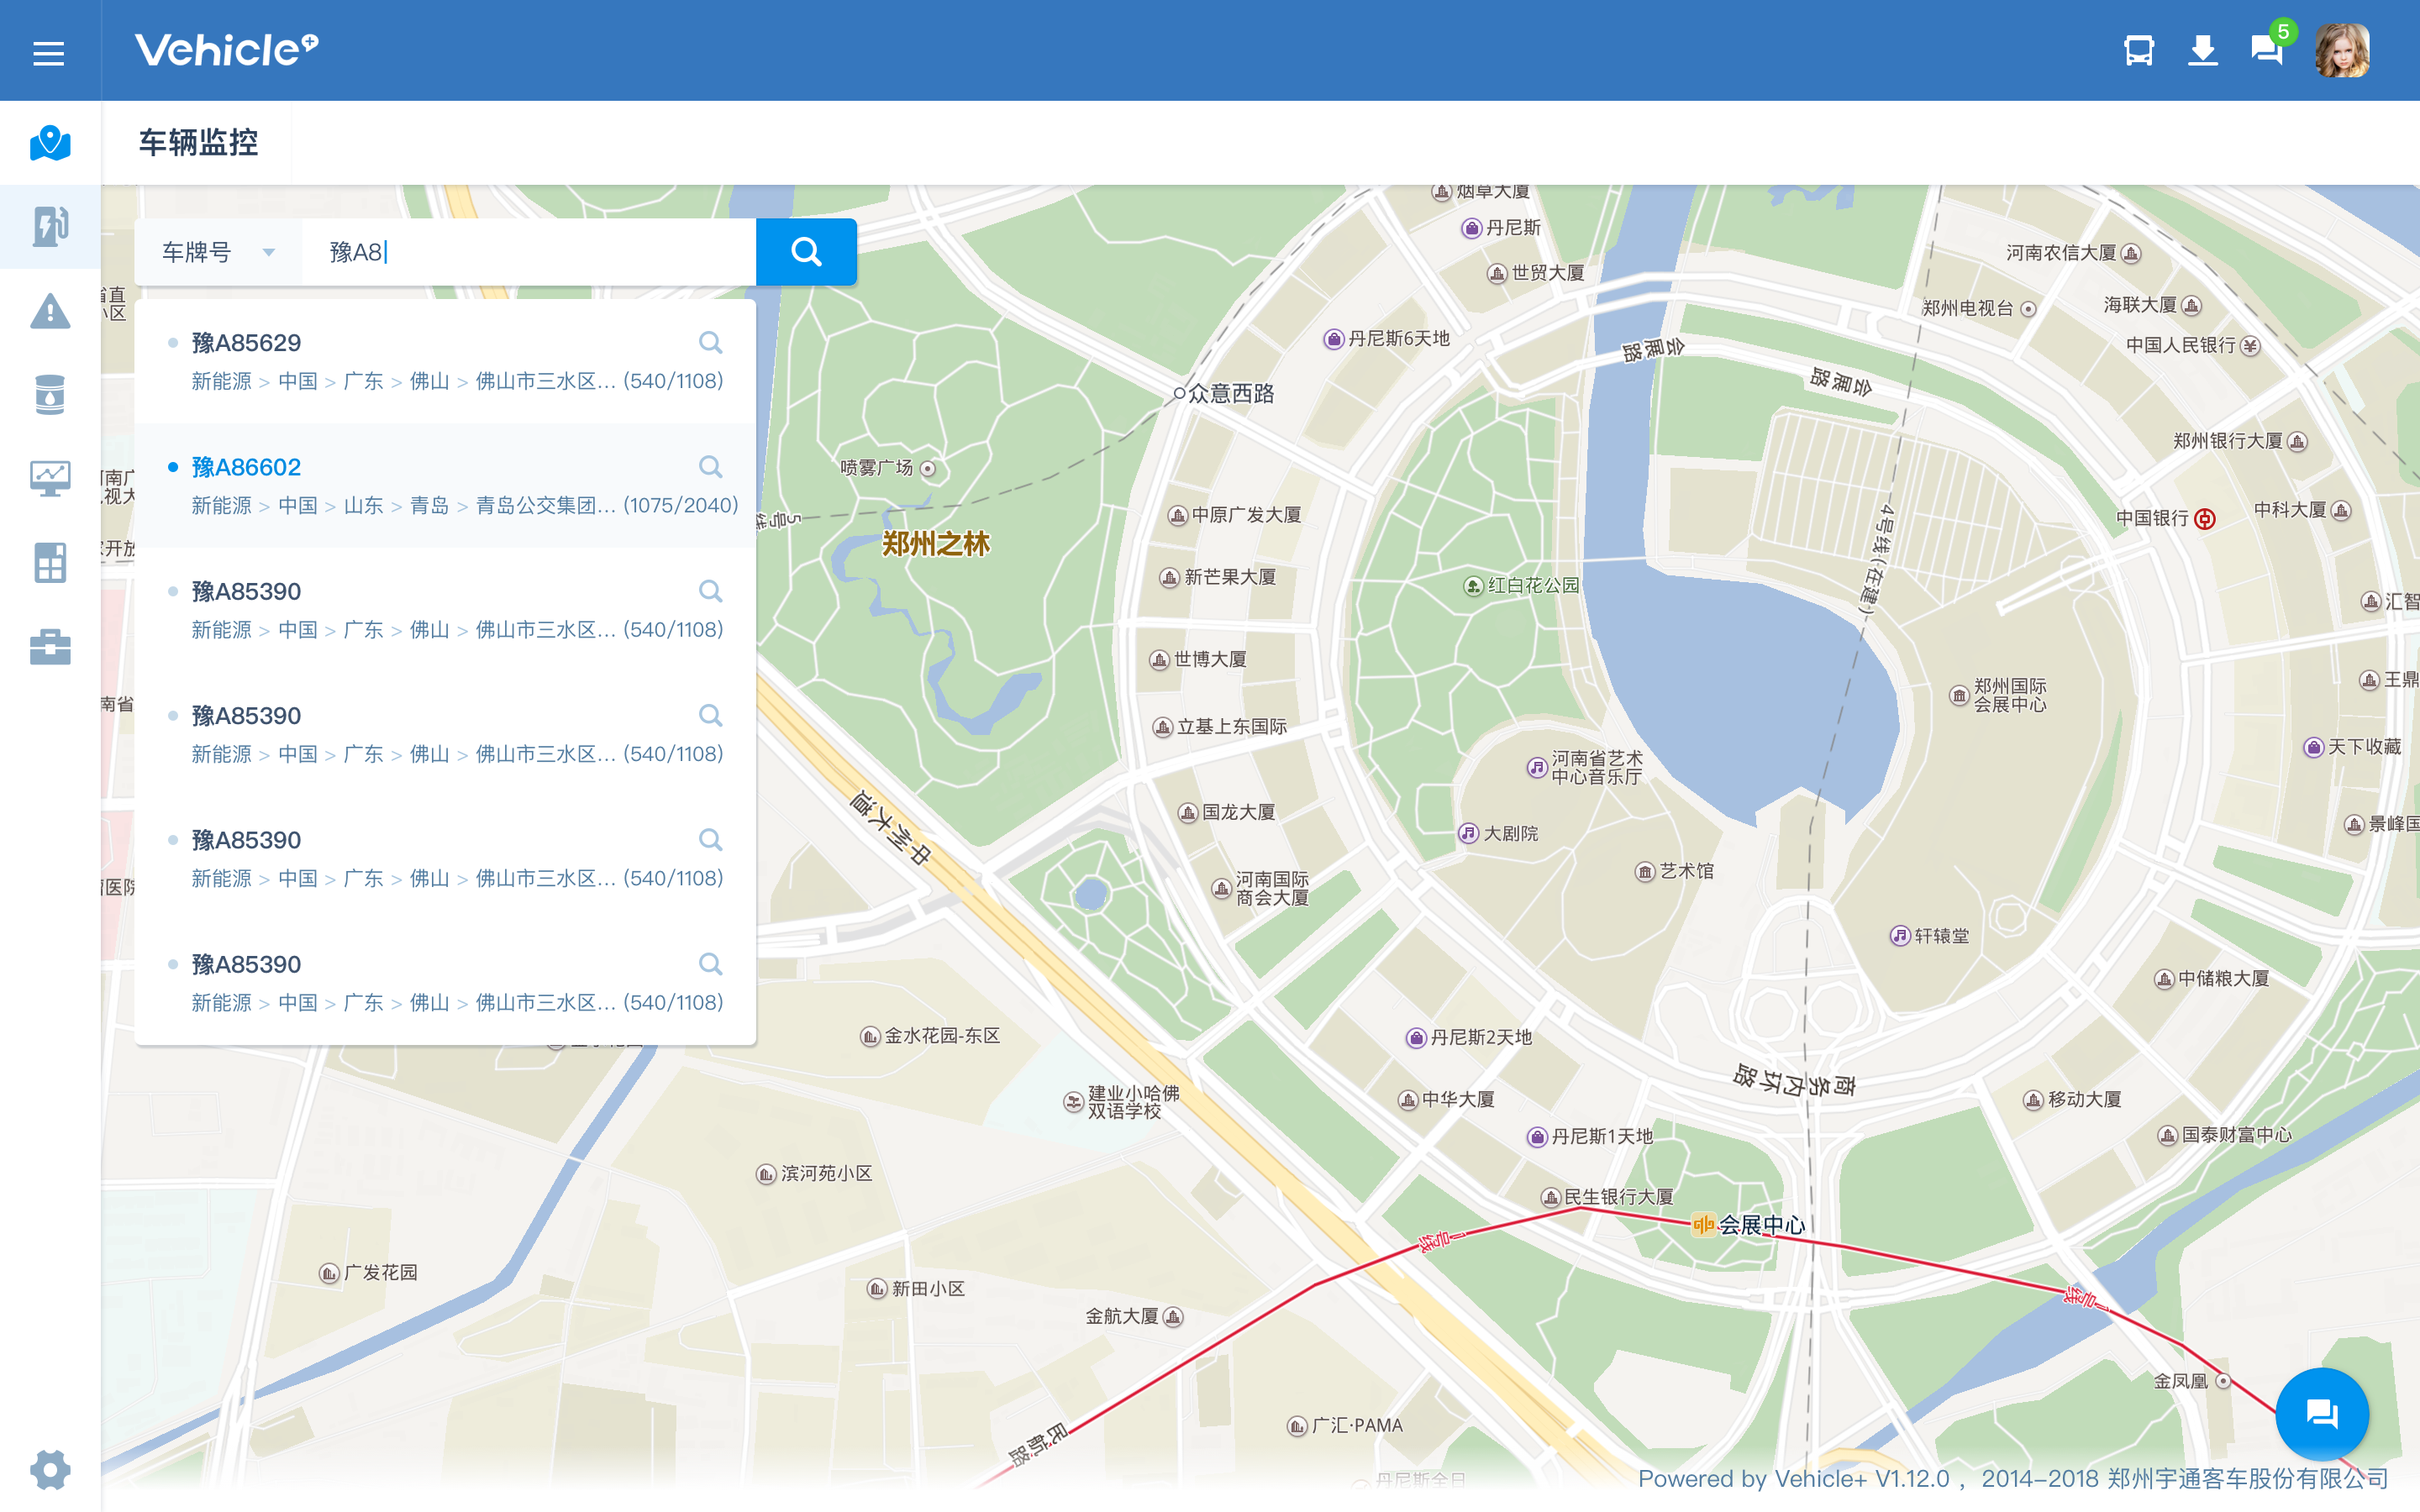 Vehicle+
5
车辆监控
车牌号
豫A8
豫A85629
新能源 > 中国 > 广东 > 佛山 > 佛山市三水区... (540/1108)
豫A86602
新能源 > 中国 > 山东 > 青岛 > 青岛公交集团... (1075/2040)
豫A85390
新能源 > 中国 > 广东 > 佛山 > 佛山市三水区... (540/1108)
豫A85390
新能源 > 中国 > 广东 > 佛山 > 佛山市三水区... (540/1108)
豫A85390
新能源 > 中国 > 广东 > 佛山 > 佛山市三水区... (540/1108)
豫A85390
新能源 > 中国 > 广东 > 佛山 > 佛山市三水区... (540/1108)
烟草大厦
丹尼斯
世贸大厦
河南农信大厦
郑州电视台
海联大厦
中国人民银行
丹尼斯6天地
会展路
会展路
众意西路
郑州银行大厦
喷雾广场
5号线
中原广发大厦
4号线(在建)
中国银行
中科大厦
郑州之林
新芒果大厦
红白花公园
汇智
世博大厦
王鼎
郑州国际
会展中心
立基上东国际
天下收藏
河南省艺术
中心音乐厅
国龙大厦
大剧院
景峰国
中州大道
艺术馆
河南国际
商会大厦
轩辕堂
中储粮大厦
金水花园-东区
丹尼斯2天地
商务内环路
建业小哈佛
双语学校
中华大厦
移动大厦
丹尼斯1天地
国泰财富中心
滨河苑小区
民生银行大厦
会展中心
1号线
广发花园
新田小区
1号线
金航大厦
金凤凰
广汇·PAMA
民航路
丹尼斯全日
Powered by Vehicle+ V1.12.0 ，2014-2018 郑州宇通客车股份有限公司